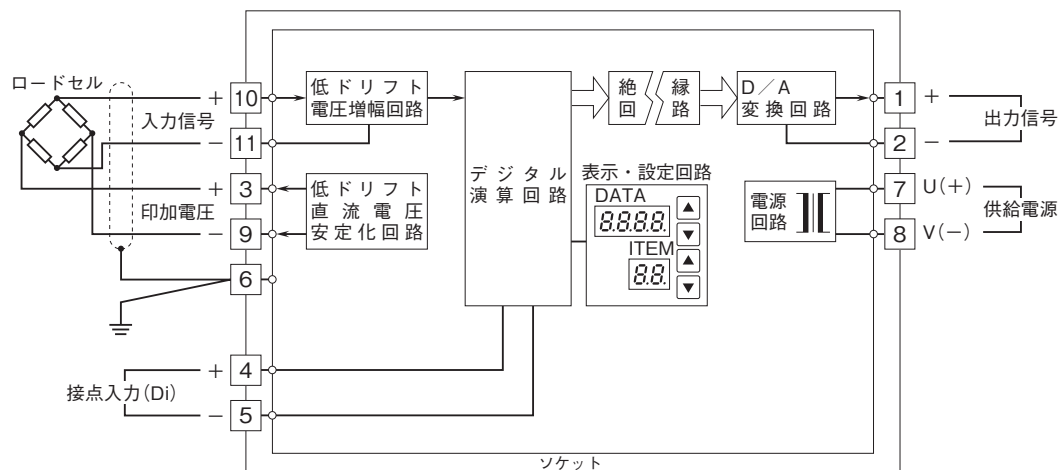 ロードセル
+ 10
入力信号
− 11
+ 3
印加電圧
− 9
6
+ 4
接点入力(Di)
− 5
低ドリフト
電圧増幅回路
低ドリフト
直流電圧
安定化回路
デジタル
演算回路
絶縁
回路
D/A
変換回路
表示・設定回路
DATA
8.8.8.8.
▲
▼
ITEM
8.8.
▲
▼
電源
回路
1 +
出力信号
2 −
7 U(+)
供給電源
8 V(−)
ソケット